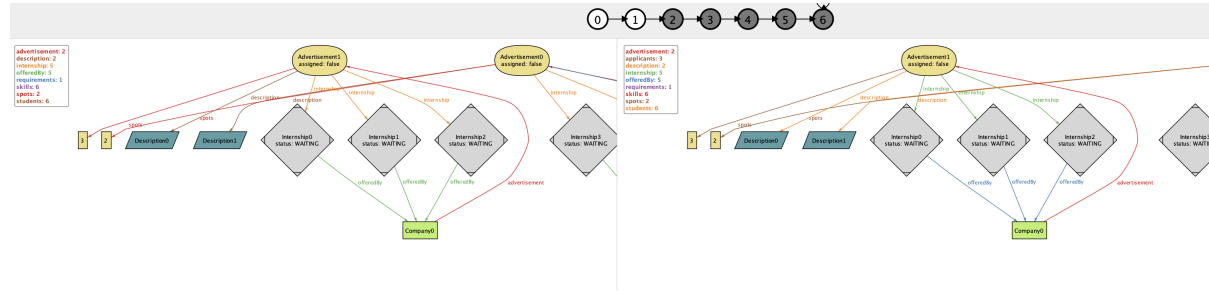 0 1 2 3 4 5 6
advertisement: 2
description: 2
internship: 5
offeredBy: 5
requirements: 1
skills: 6
spots: 2
students: 6
Advertisement1
assigned: false
Advertisement0
assigned: false
internship
internship
internship
internship
description
description
spots
spots
3
2
Description0
Description1
Internship0
status: WAITING
Internship1
status: WAITING
Internship2
status: WAITING
Internship3
status: WAITING
offeredBy
offeredBy
offeredBy
advertisement
Company0
advertisement: 2
applicants: 3
description: 2
internship: 5
offeredBy: 5
requirements: 1
skills: 6
spots: 2
students: 6
Advertisement1
assigned: false
internship
internship
description
description
spots
spots
3
2
Description0
Description1
Internship0
status: WAITING
Internship1
status: WAITING
Internship2
status: WAITING
status: WAITING
offeredBy
offeredBy
offeredBy
advertisement
Company0